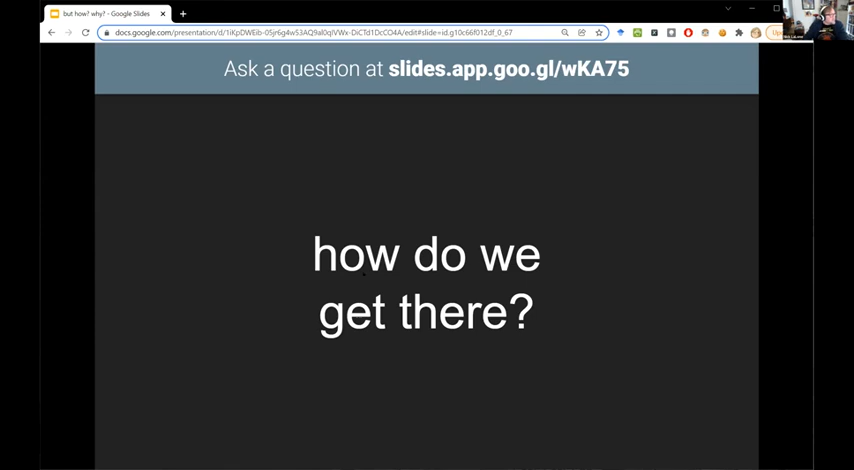 but how? why? - Google Slides
docs.google.com/presentation/d/1iKpDWEib-05jr6g4w53AQ9al0qIVWx-DiCTd1DcCO4A/edit#slide=id.g10c66f012df_0_67
Ask a question at slides.app.goo.gl/wKA75
how do we
get there?